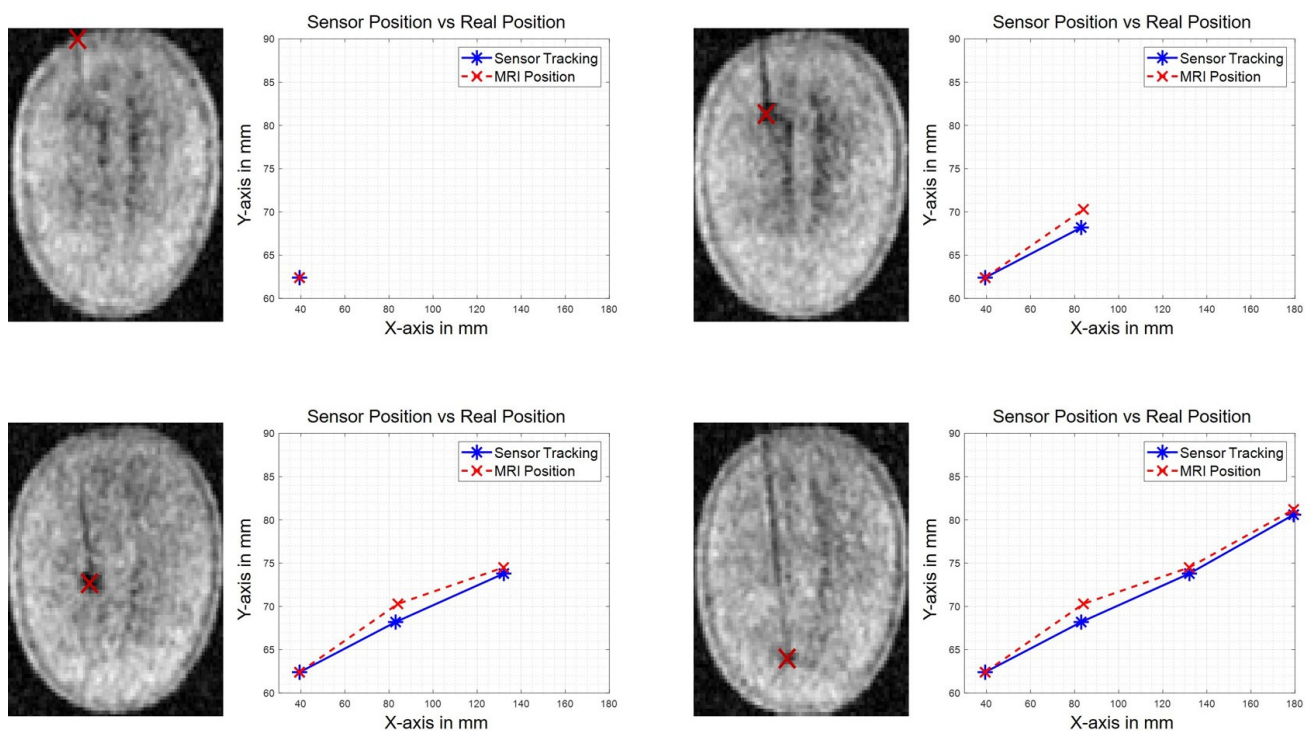 Sensor Position vs Real Position
90
85
80
75
70
65
60
Y-axis in mm
Sensor Tracking
MRI Position
40 60 80 100 120 140 160 180
X-axis in mm
Sensor Position vs Real Position
90
85
80
75
70
65
60
Y-axis in mm
Sensor Tracking
MRI Position
40 60 80 100 120 140 160 180
X-axis in mm
Sensor Position vs Real Position
90
85
80
75
70
65
60
Y-axis in mm
Sensor Tracking
MRI Position
40 60 80 100 120 140 160 180
X-axis in mm
Sensor Position vs Real Position
90
85
80
75
70
65
60
Y-axis in mm
Sensor Tracking
MRI Position
40 60 80 100 120 140 160 180
X-axis in mm